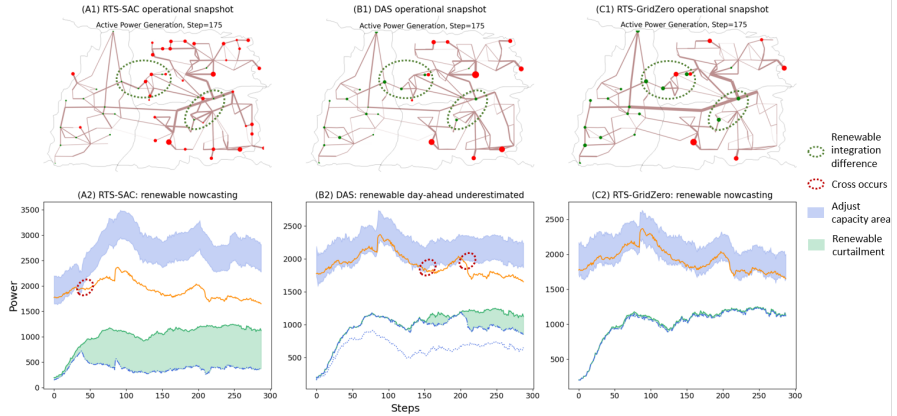 (A1) RTS-SAC operational snapshot
Active Power Generation, Step=175
(B1) DAS operational snapshot
Active Power Generation, Step=175
(C1) RTS-GridZero operational snapshot
Active Power Generation, Step=175
Renewable
integration
difference
Cross occurs
Adjust
capacity area
Renewable
curtailment
(A2) RTS-SAC: renewable nowcasting
3500
3000
2500
2000
1500
1000
500
0
0 50 100 150 200 250 300
Power
(B2) DAS: renewable day-ahead underestimated
2500
2000
1500
1000
500
0 50 100 150 200 250 300
Steps
(C2) RTS-GridZero: renewable nowcasting
2500
2000
1500
1000
500
0 50 100 150 200 250 300